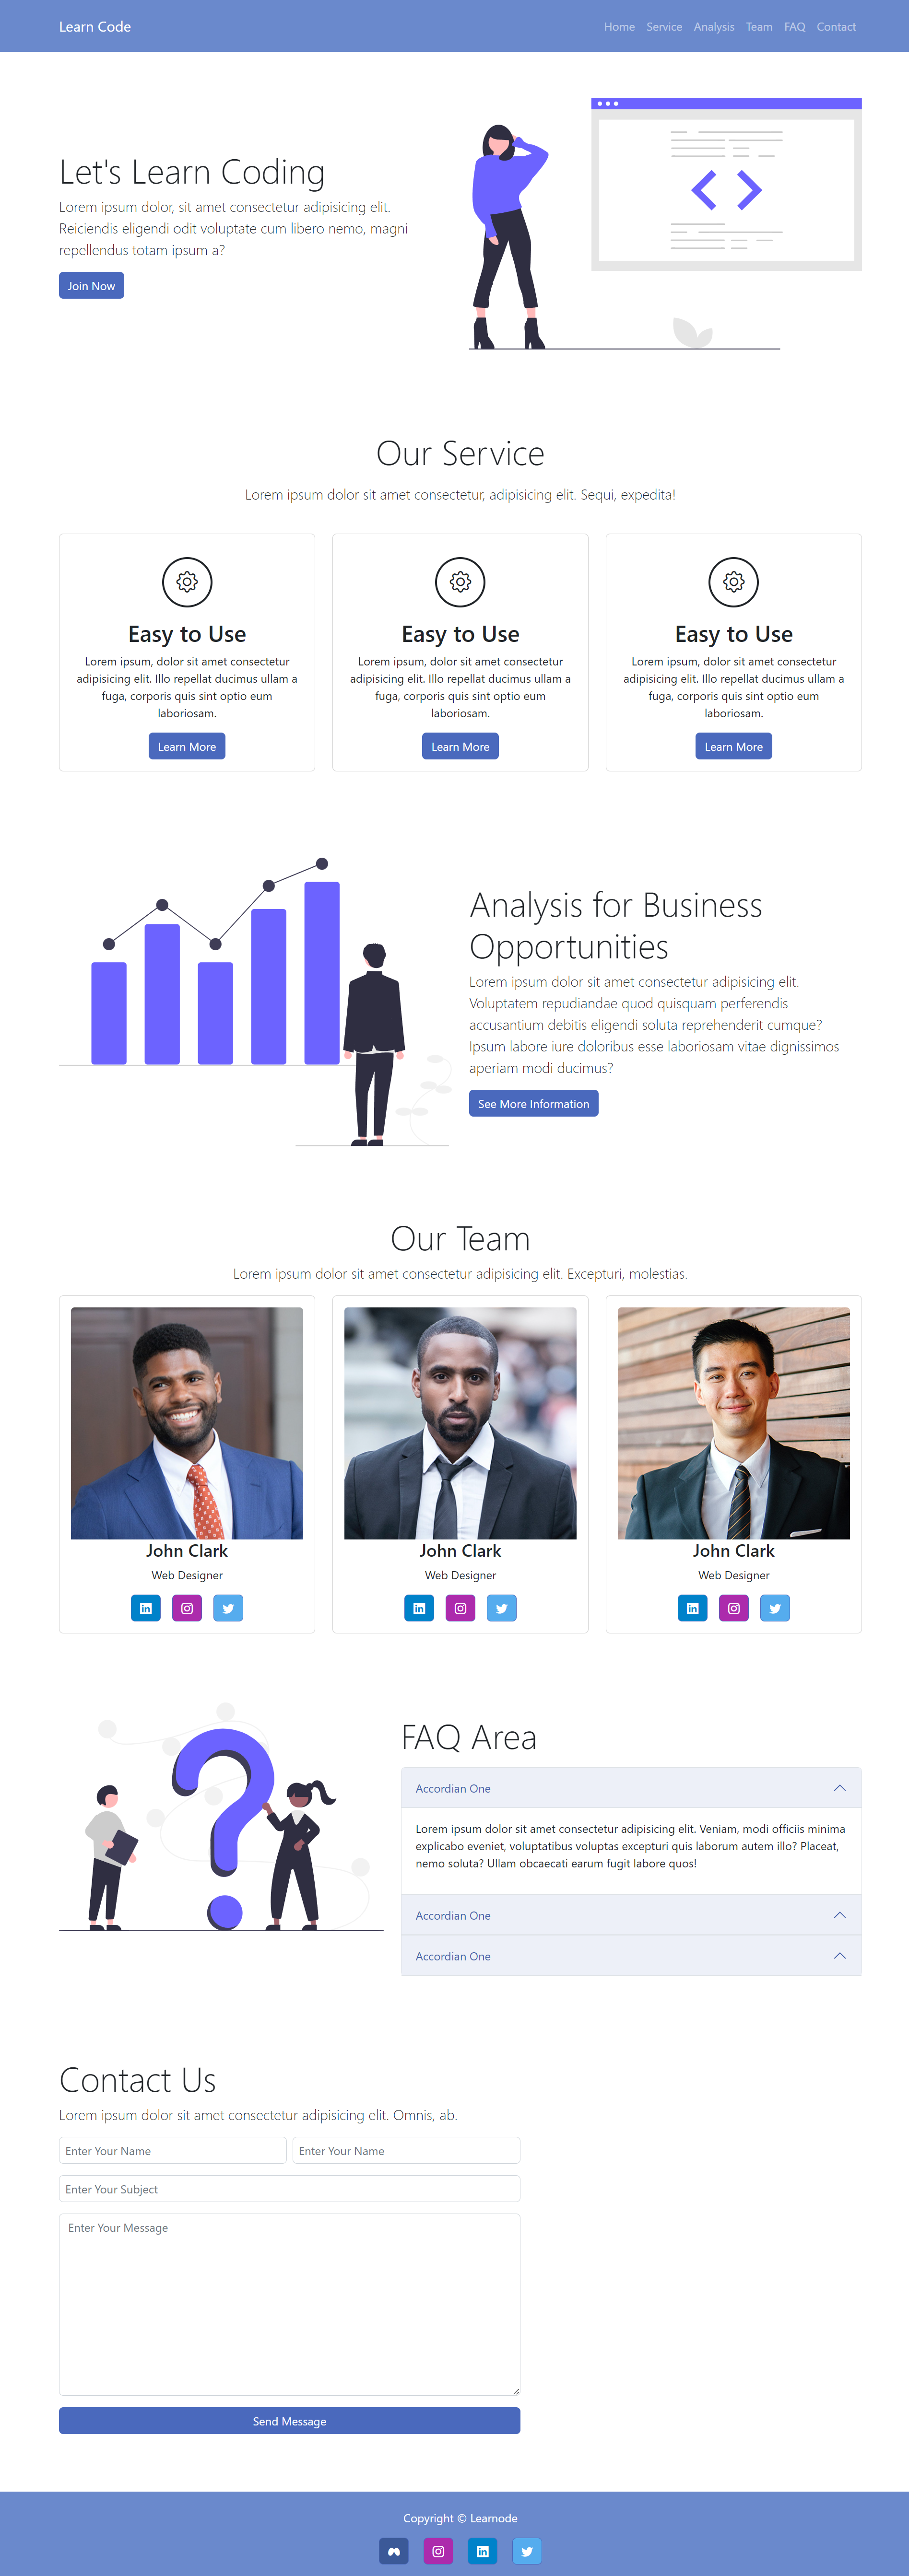 Learn Code
Home Service Analysis Team FAQ Contact
Let's Learn Coding
Lorem ipsum dolor, sit amet consectetur adipisicing elit.
Reiciendis eligendi odit voluptate cum libero nemo, magni
repellendus totam ipsum a?
Join Now
Our Service
Lorem ipsum dolor sit amet consectetur, adipisicing elit. Sequi, expedita!
Easy to Use
Lorem ipsum, dolor sit amet consectetur
adipisicing elit. Illo repellat ducimus ullam a
fuga, corporis quis sint optio eum
laboriosam.
Learn More
Easy to Use
Lorem ipsum, dolor sit amet consectetur
adipisicing elit. Illo repellat ducimus ullam a
fuga, corporis quis sint optio eum
laboriosam.
Learn More
Easy to Use
Lorem ipsum, dolor sit amet consectetur
adipisicing elit. Illo repellat ducimus ullam a
fuga, corporis quis sint optio eum
laboriosam.
Learn More
Analysis for Business
Opportunities
Lorem ipsum dolor sit amet consectetur adipisicing elit.
Voluptatem repudiandae quod quisquam perferendis
accusantium debitis eligendi soluta reprehenderit cumque?
Ipsum labore iure doloribus esse laboriosam vitae dignissimos
aperiam modi ducimus?
See More Information
Our Team
Lorem ipsum dolor sit amet consectetur adipisicing elit. Excepturi, molestias.
John Clark
Web Designer
John Clark
Web Designer
John Clark
Web Designer
FAQ Area
Accordian One
Lorem ipsum dolor sit amet consectetur adipisicing elit. Veniam, modi officiis minima
explicabo eveniet, voluptatibus voluptas excepturi quis laborum autem illo? Placeat,
nemo soluta? Ullam obcaecati earum fugit labore quos!
Accordian One
Accordian One
Contact Us
Lorem ipsum dolor sit amet consectetur adipisicing elit. Omnis, ab.
Enter Your Name
Enter Your Name
Enter Your Subject
Enter Your Message
Send Message
Copyright © Learnode